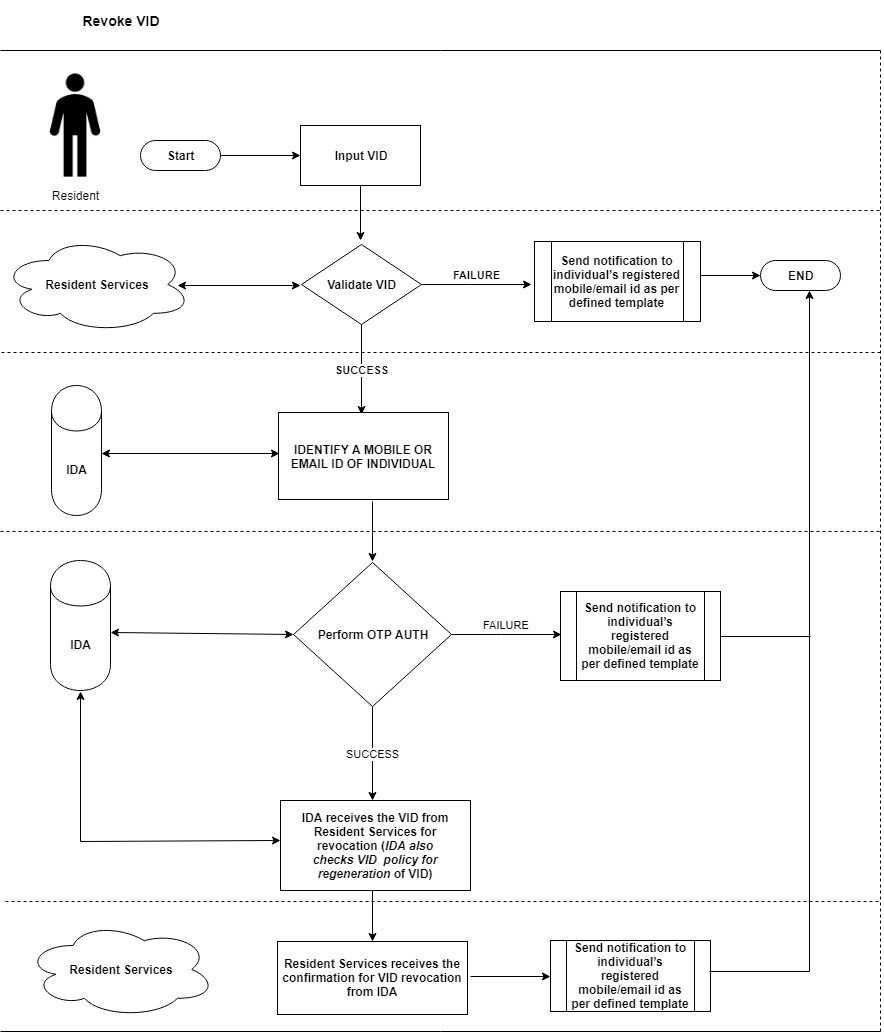 Revoke VID
Start
Input VID
Resident
Resident Services
Validate VID
FAILURE
Send notification to
individual’s registered
mobile/email id as per
defined template
END
SUCCESS
IDA
IDENTIFY A MOBILE OR
EMAIL ID OF INDIVIDUAL
IDA
Perform OTP AUTH
FAILURE
Send notification to
individual’s
registered
mobile/email id as
per defined template
SUCCESS
IDA receives the VID from
Resident Services for
revocation (IDA also
checks VID policy for
regeneration of VID)
Resident Services
Resident Services receives the
confirmation for VID revocation
from IDA
Send notification to
individual’s
registered
mobile/email id as
per defined template